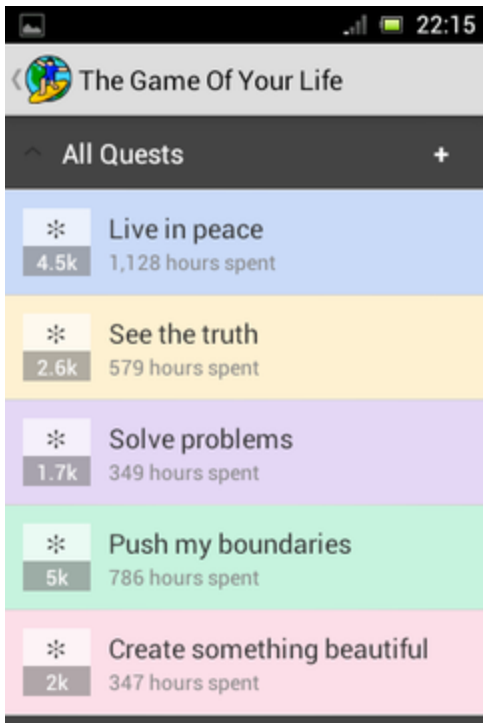 22:15
The Game Of Your Life
All Quests +
Live in peace
4.5k 1,128 hours spent
See the truth
2.6k 579 hours spent
Solve problems
1.7k 349 hours spent
Push my boundaries
5k 786 hours spent
Create something beautiful
2k 347 hours spent